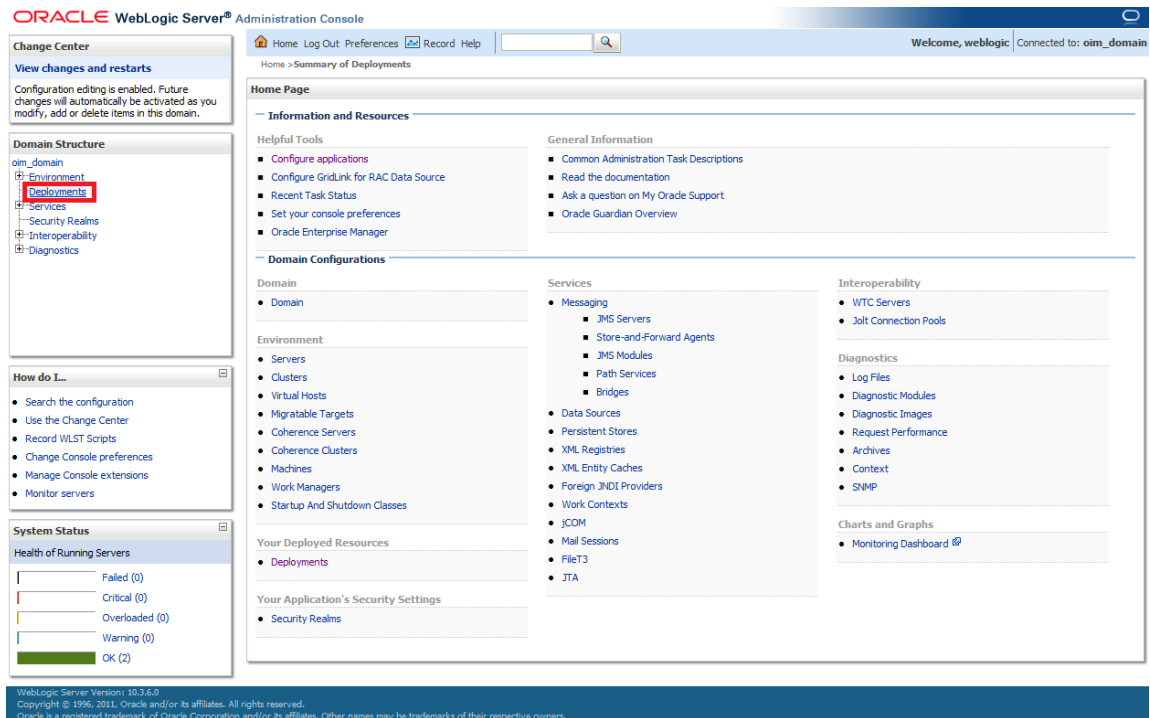 ORACLE WebLogic Server® Administration Console
Change Center
View changes and restarts
Configuration editing is enabled. Future
changes will automatically be activated as you
modify, add or delete items in this domain.
Domain Structure
oim_domain
Environment
Deployments
Services
Security Realms
Interoperability
Diagnostics
How do I...
Search the configuration
Use the Change Center
Record WLST Scripts
Change Console preferences
Manage Console extensions
Monitor servers
System Status
Health of Running Servers
Failed (0)
Critical (0)
Overloaded (0)
Warning (0)
OK (2)
Home Log Out Preferences Record Help
Welcome, weblogic Connected to: oim_domain
Home >Summary of Deployments
Home Page
Information and Resources
Helpful Tools
Configure applications
Configure GridLink for RAC Data Source
Recent Task Status
Set your console preferences
Oracle Enterprise Manager
General Information
Common Administration Task Descriptions
Read the documentation
Ask a question on My Oracle Support
Oracle Guardian Overview
Domain Configurations
Domain
Domain
Environment
Servers
Clusters
Virtual Hosts
Migratable Targets
Coherence Servers
Coherence Clusters
Machines
Work Managers
Startup And Shutdown Classes
Your Deployed Resources
Deployments
Your Application's Security Settings
Security Realms
Services
Messaging
JMS Servers
Store-and-Forward Agents
JMS Modules
Path Services
Bridges
Data Sources
Persistent Stores
XML Registries
XML Entity Caches
Foreign JNDI Providers
Work Contexts
jCOM
Mail Sessions
FileT3
JTA
Interoperability
WTC Servers
Jolt Connection Pools
Diagnostics
Log Files
Diagnostic Modules
Diagnostic Images
Request Performance
Archives
Context
SNMP
Charts and Graphs
Monitoring Dashboard
WebLogic Server Version: 10.3.6.0
Copyright © 1996, 2011, Oracle and/or its affiliates. All rights reserved.
Oracle is a registered trademark of Oracle Corporation and/or its affiliates. Other names may be trademarks of their respective owners.